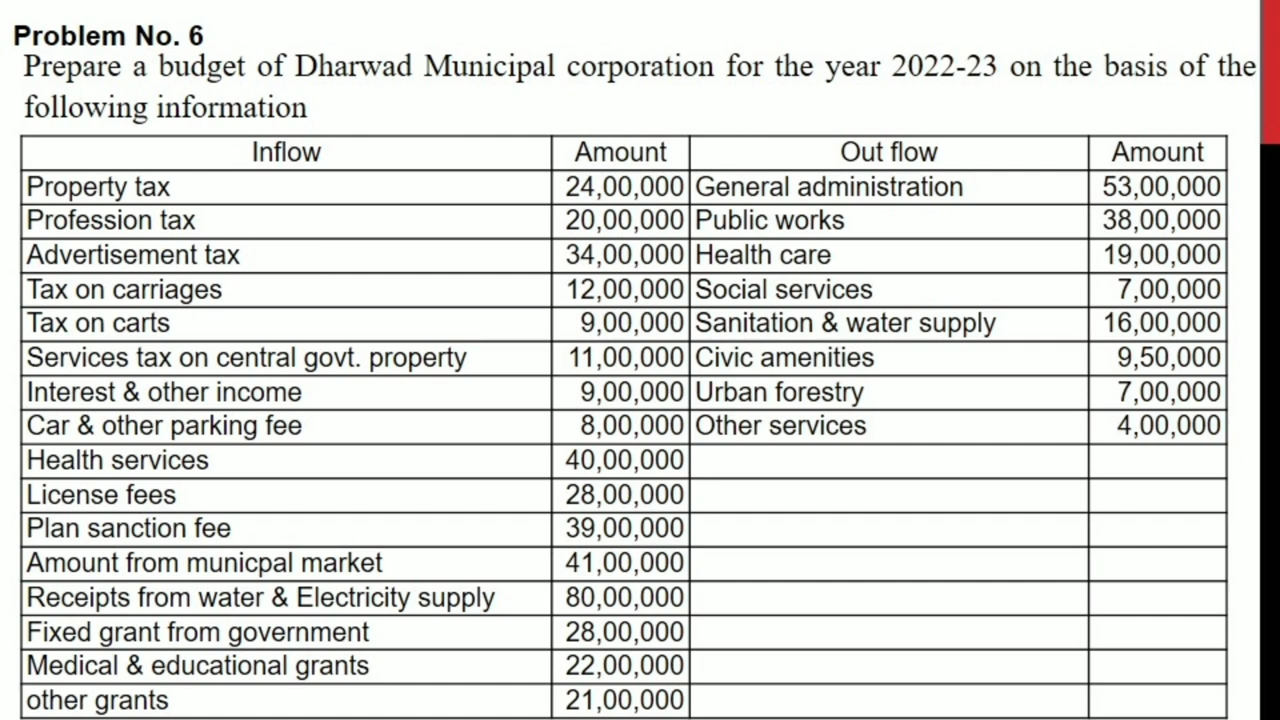 Problem No. 6
Prepare a budget of Dharwad Municipal corporation for the year 2022-23 on the basis of the
following information
Inflow Amount Out flow Amount
Property tax 24,00,000 General administration 53,00,000
Profession tax 20,00,000 Public works 38,00,000
Advertisement tax 34,00,000 Health care 19,00,000
Tax on carriages 12,00,000 Social services 7,00,000
Tax on carts 9,00,000 Sanitation & water supply 16,00,000
Services tax on central govt. property 11,00,000 Civic amenities 9,50,000
Interest & other income 9,00,000 Urban forestry 7,00,000
Car & other parking fee 8,00,000 Other services 4,00,000
Health services 40,00,000
License fees 28,00,000
Plan sanction fee 39,00,000
Amount from municpal market 41,00,000
Receipts from water & Electricity supply 80,00,000
Fixed grant from government 28,00,000
Medical & educational grants 22,00,000
other grants 21,00,000